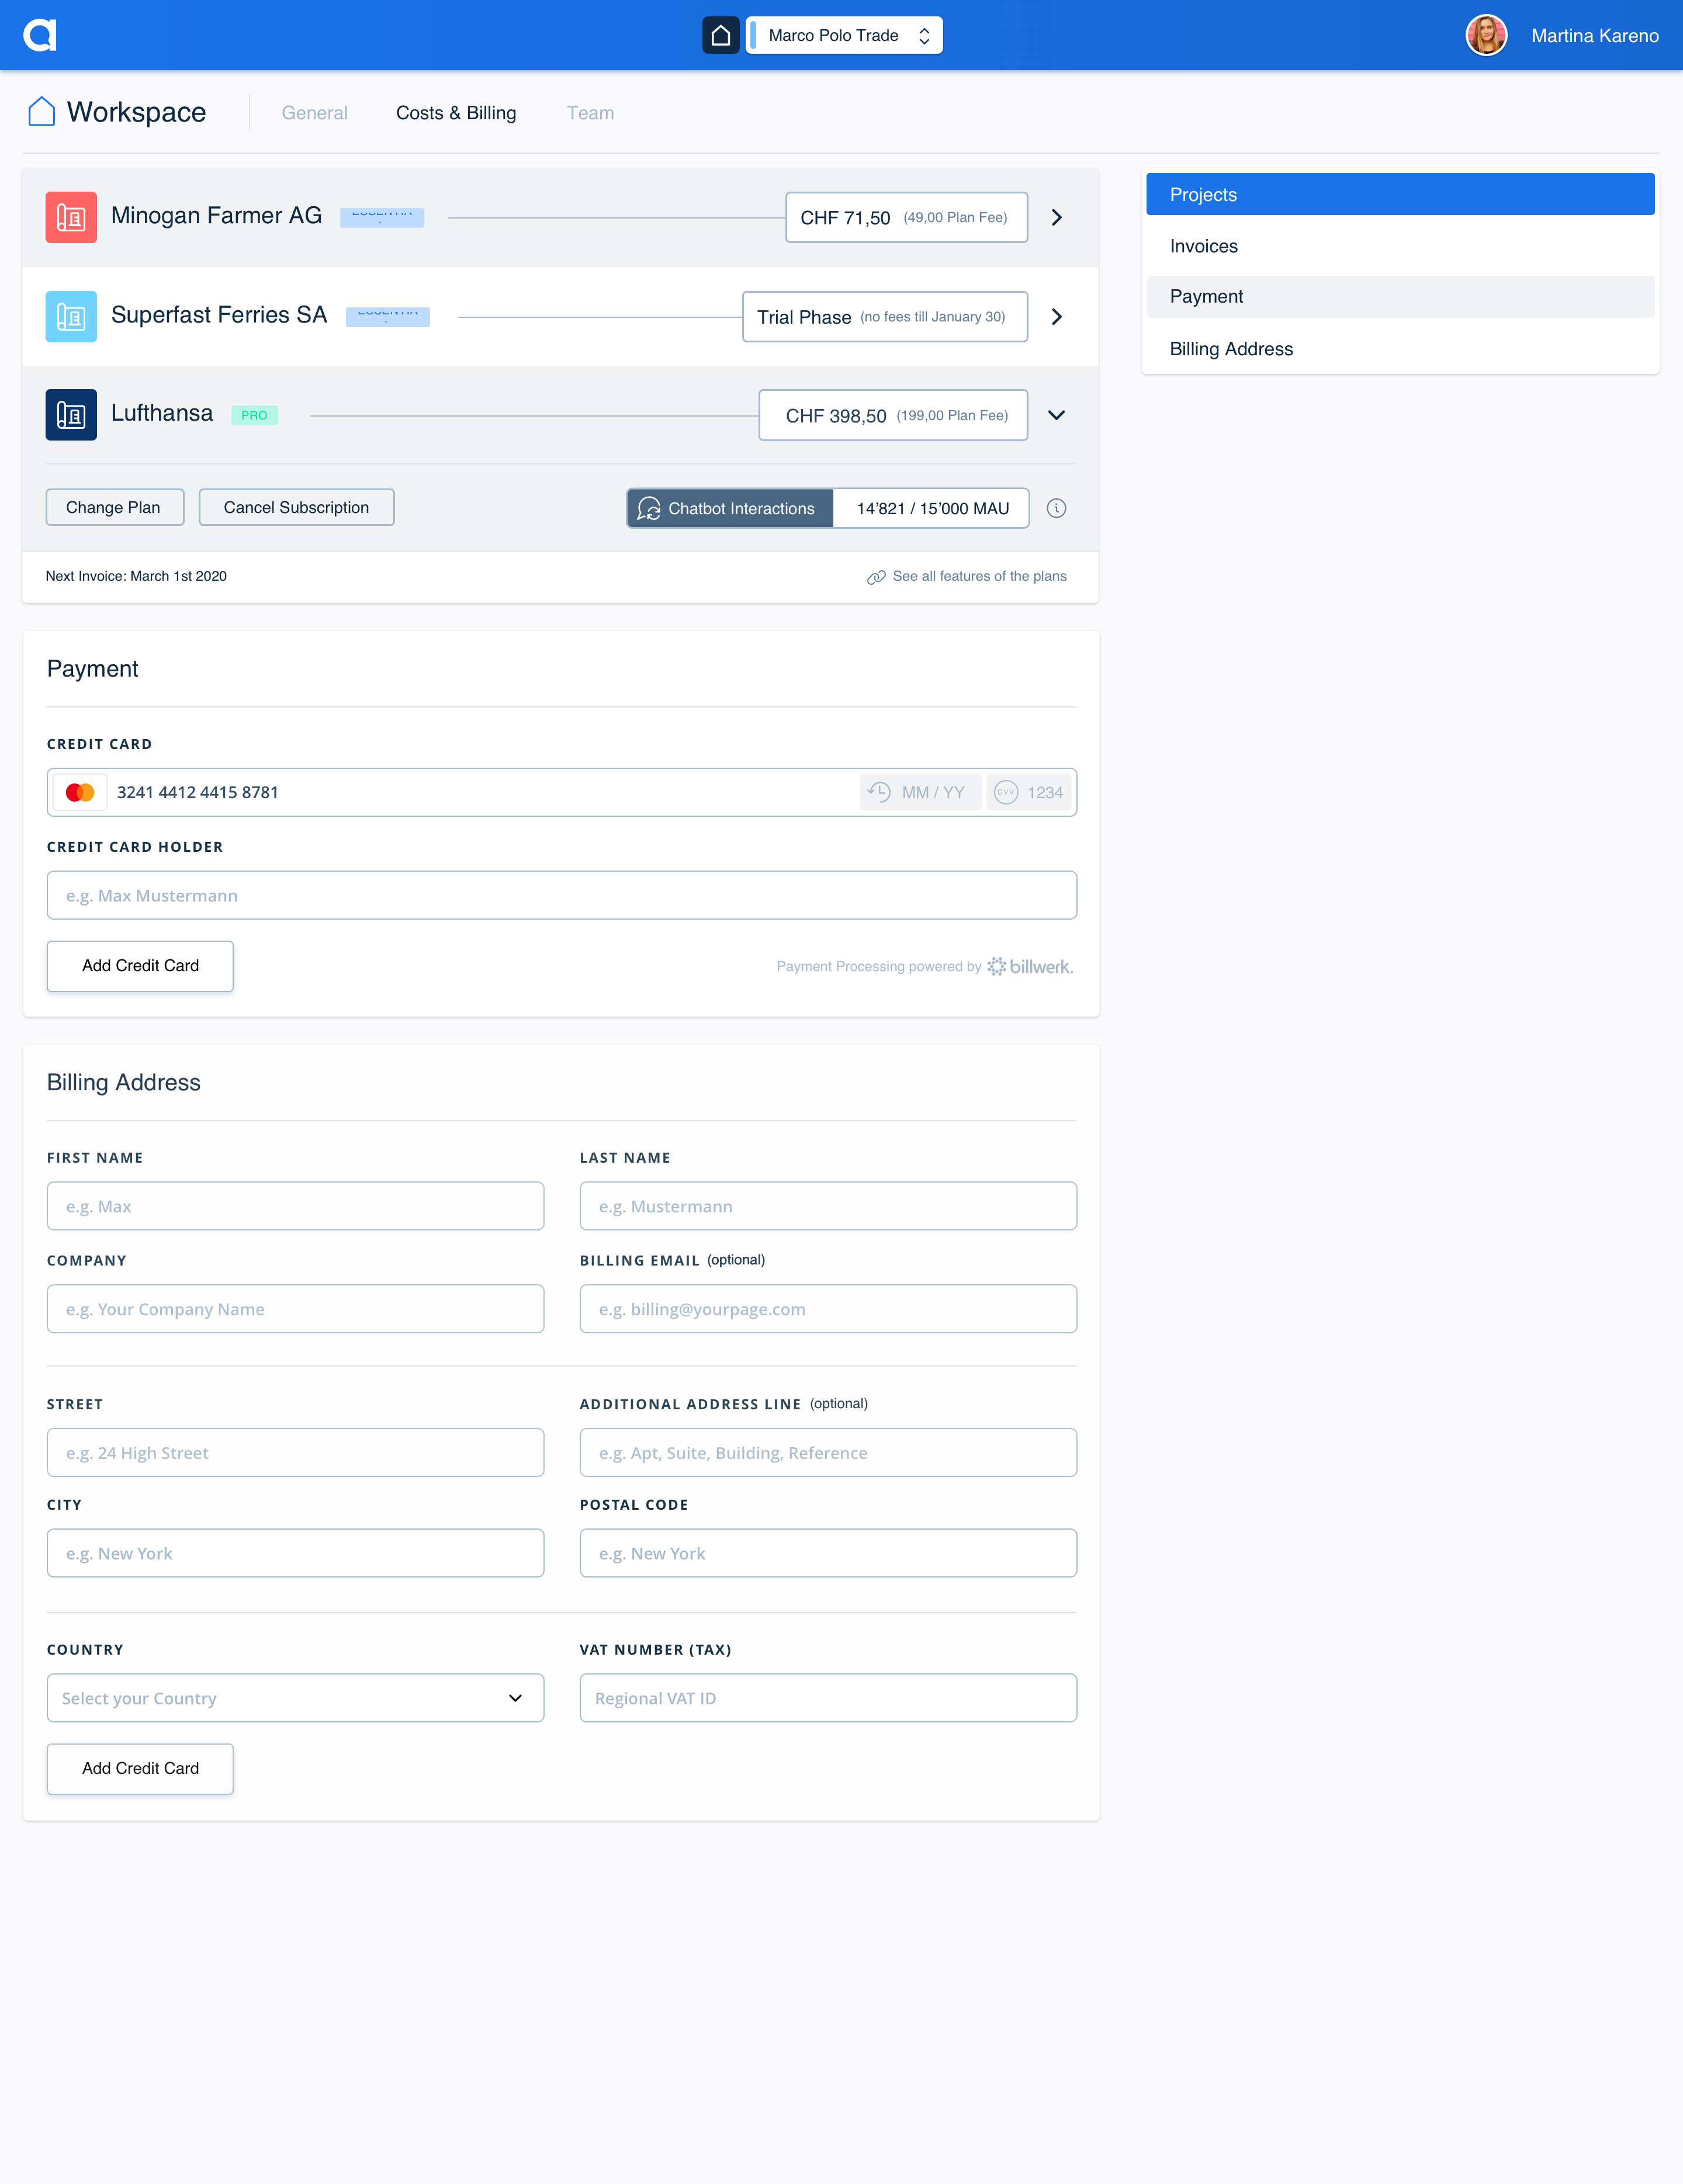 Marco Polo Trade
Martina Kareno
Workspace
General
Costs & Billing
Team
Minogan Farmer AG
CHF 71,50 (49,00 Plan Fee)
Superfast Ferries SA
Trial Phase (no fees till January 30)
Lufthansa
PRO
CHF 398,50 (199,00 Plan Fee)
Change Plan
Cancel Subscription
Chatbot Interactions
14’821 / 15’000 MAU
Next Invoice: March 1st 2020
See all features of the plans
Projects
Invoices
Payment
Billing Address
Payment
CREDIT CARD
3241 4412 4415 8781
MM / YY
CVV
1234
CREDIT CARD HOLDER
e.g. Max Mustermann
Add Credit Card
Payment Processing powered by billwerk.
Billing Address
FIRST NAME
LAST NAME
e.g. Max
e.g. Mustermann
COMPANY
BILLING EMAIL (optional)
e.g. Your Company Name
e.g. billing@yourpage.com
STREET
ADDITIONAL ADDRESS LINE (optional)
e.g. 24 High Street
e.g. Apt, Suite, Building, Reference
CITY
POSTAL CODE
e.g. New York
e.g. New York
COUNTRY
VAT NUMBER (TAX)
Select your Country
Regional VAT ID
Add Credit Card